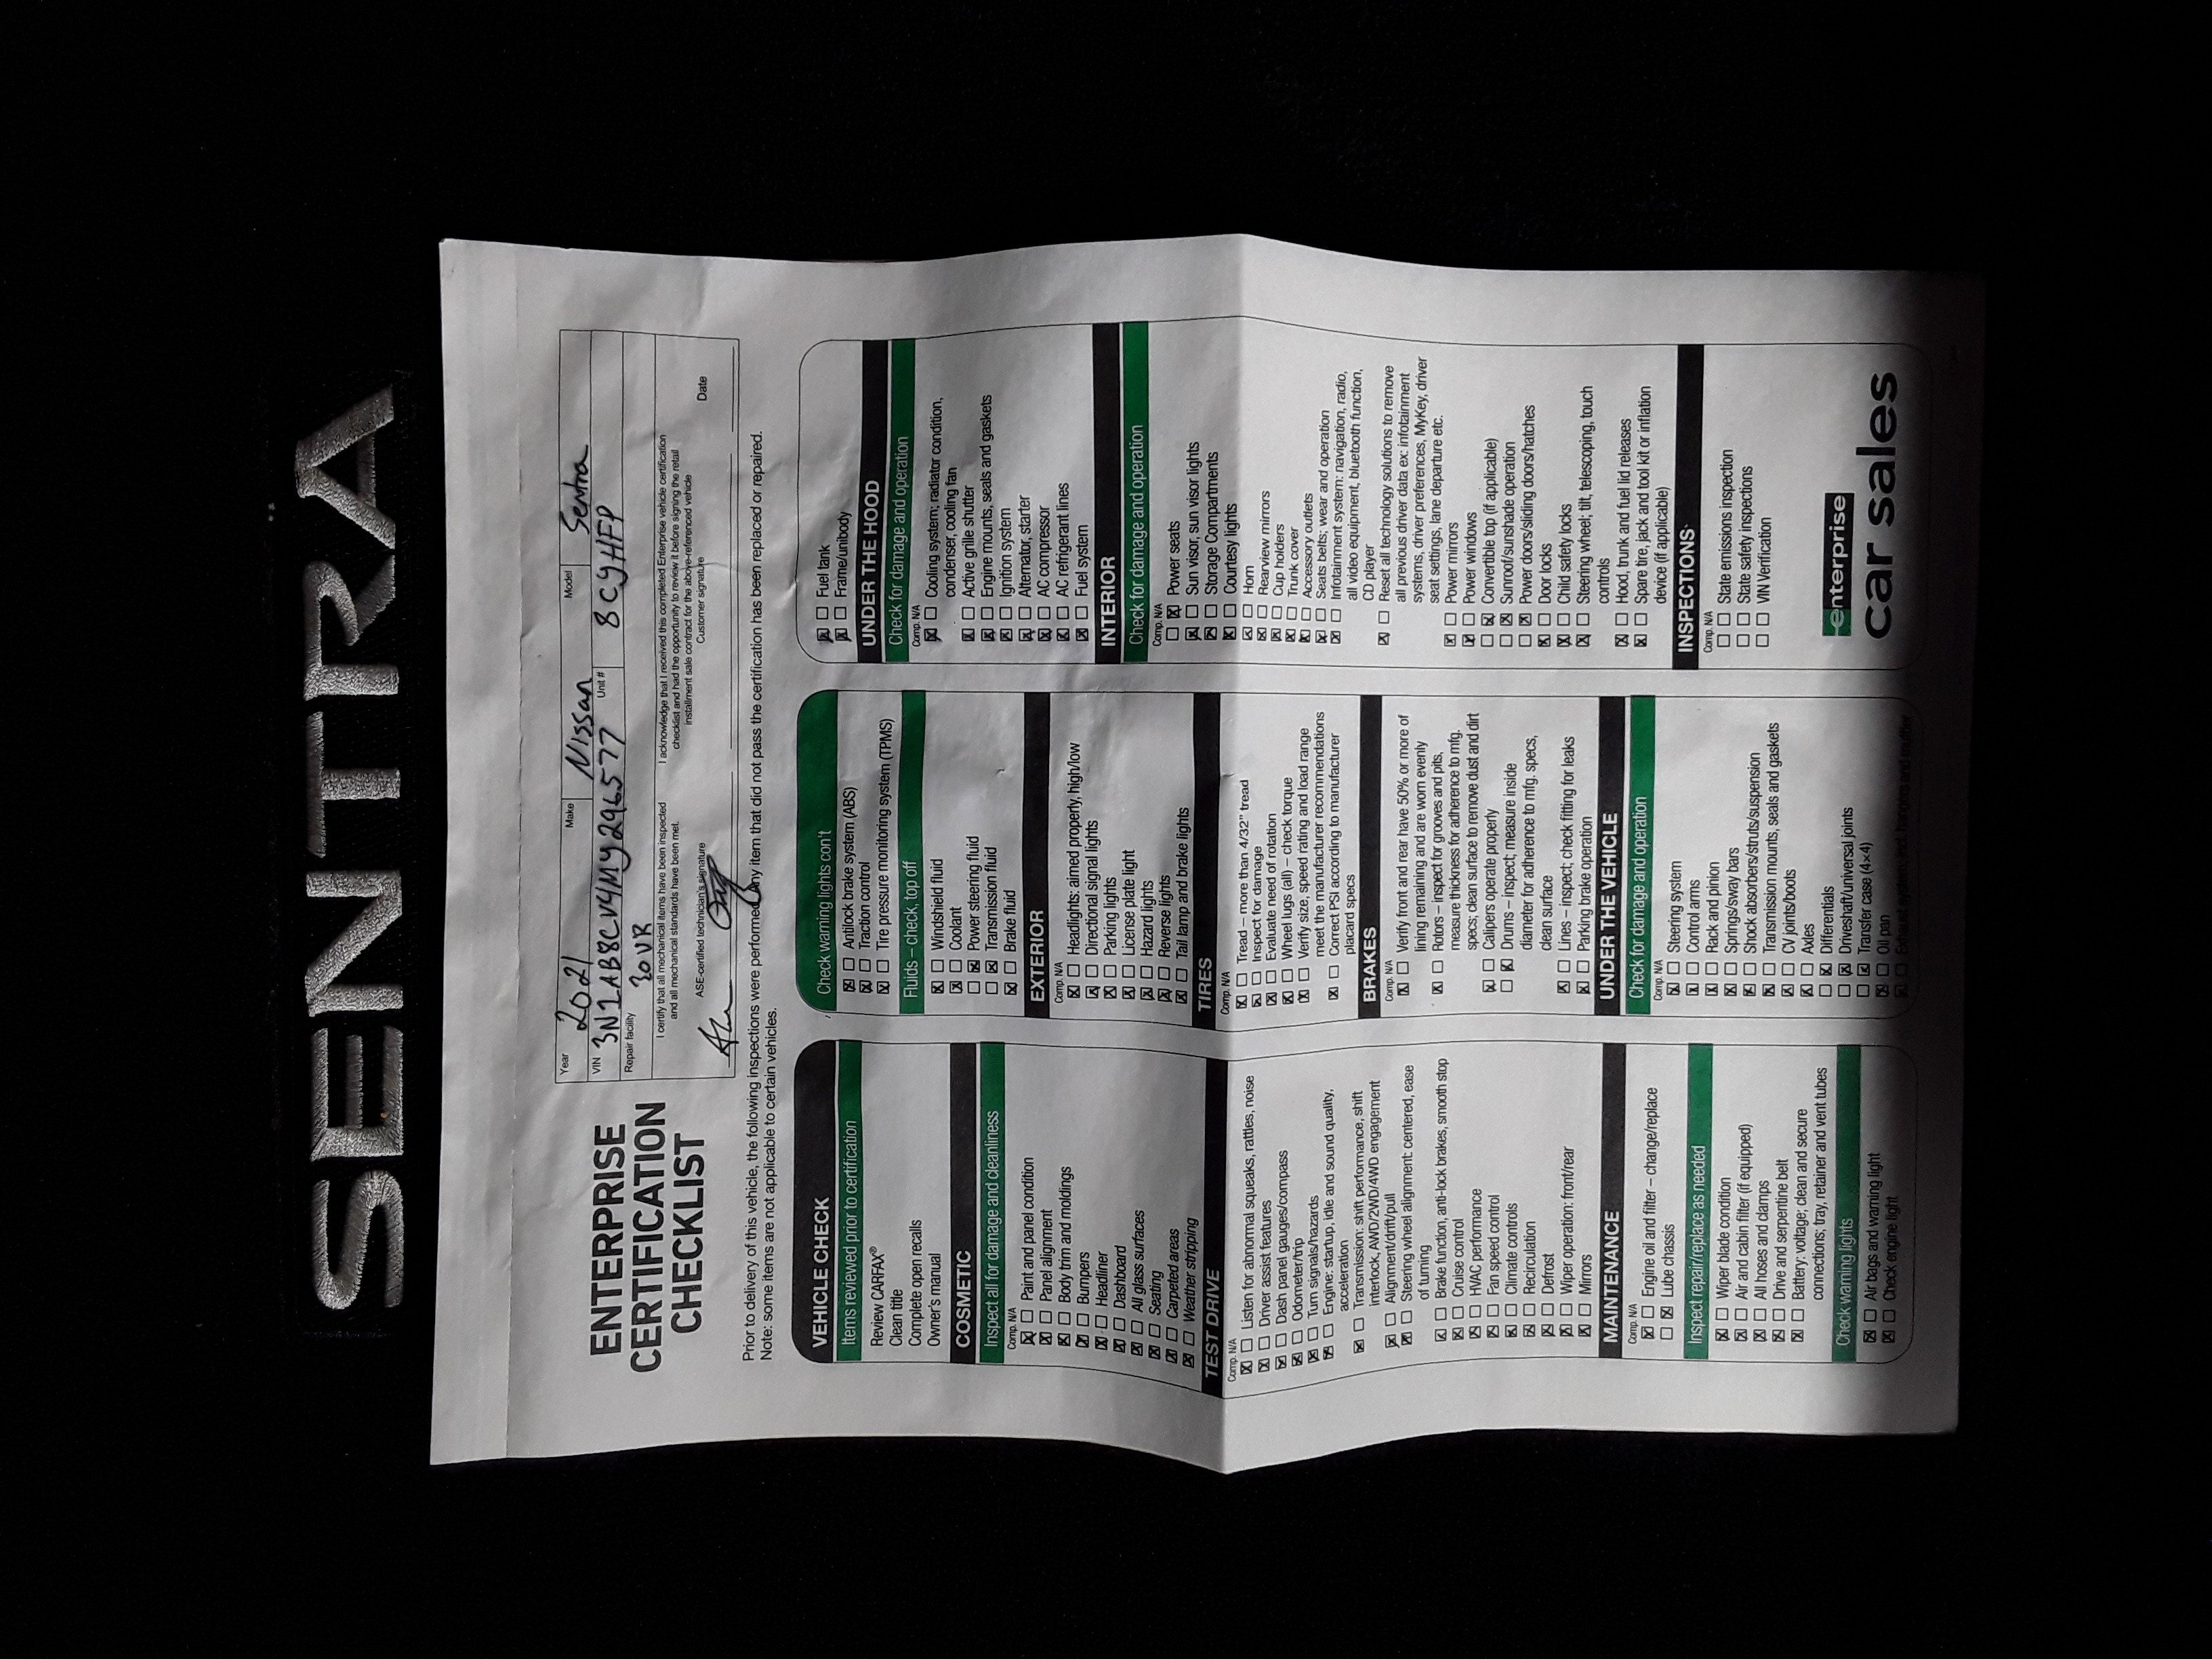 SENTRA
ENTERPRISE
CERTIFICATION
CHECKLIST
Year 2021 Make Nissan Model Sentra
VIN 3N1AB8CV4MY296577 Unit # 8CGHFP
Repair facility 30VR
I certify that all mechanical items have been inspected
and all mechanical standards have been met.
ASE-certified technician's signature
I acknowledge that I received this completed Enterprise vehicle certification
checklist and had the opportunity to review it before signing the retail
installment sale contract for the above-referenced vehicle
Customer signature Date
Prior to delivery of this vehicle, the following inspections were performed. Any item that did not pass the certification has been replaced or repaired.
Note: some items are not applicable to certain vehicles.
VEHICLE CHECK
Items reviewed prior to certification
Review CARFAX®
Clean title
Complete open recalls
Owner's manual
COSMETIC
Inspect all for damage and cleanliness
Comp. N/A
☒ ☐ Paint and panel condition
☒ ☐ Panel alignment
☒ ☐ Body trim and moldings
☒ ☐ Bumpers
☒ ☐ Headliner
☒ ☐ Dashboard
☒ ☐ All glass surfaces
☒ ☐ Seating
☒ ☐ Carpeted areas
☒ ☐ Weather stripping
TEST DRIVE
Comp. N/A
☒ ☐ Listen for abnormal squeaks, rattles, noise
☒ ☐ Driver assist features
☒ ☐ Dash panel gauges/compass
☒ ☐ Odometer/trip
☒ ☐ Turn signals/hazards
☒ ☐ Engine: startup, idle and sound quality,
acceleration
☒ ☐ Transmission: shift performance, shift
interlock, AWD/2WD/4WD engagement
☒ ☐ Alignment/drift/pull
☒ ☐ Steering wheel alignment: centered, ease
of turning
☒ ☐ Brake function, anti-lock brakes, smooth stop
☒ ☐ Cruise control
☒ ☐ HVAC performance
☒ ☐ Fan speed control
☒ ☐ Climate controls
☒ ☐ Recirculation
☒ ☐ Defrost
☒ ☐ Wiper operation: front/rear
☒ ☐ Mirrors
MAINTENANCE
Comp. N/A
☒ ☐ Engine oil and filter – change/replace
☐ ☒ Lube chassis
Inspect repair/replace as needed
☒ ☐ Wiper blade condition
☒ ☐ Air and cabin filter (if equipped)
☒ ☐ All hoses and clamps
☒ ☐ Drive and serpentine belt
☒ ☐ Battery: voltage; clean and secure
connections; tray, retainer and vent tubes
Check warning lights
☒ ☐ Air bags and warning light
☒ ☐ Check engine light
Check warning lights con't
☒ ☐ Antilock brake system (ABS)
☒ ☐ Traction control
☒ ☐ Tire pressure monitoring system (TPMS)
Fluids – check, top off
☒ ☐ Windshield fluid
☒ ☐ Coolant
☐ ☒ Power steering fluid
☐ ☒ Transmission fluid
☒ ☐ Brake fluid
EXTERIOR
Comp. N/A
☒ ☐ Headlights: aimed properly, high/low
☒ ☐ Directional signal lights
☒ ☐ Parking lights
☒ ☐ License plate light
☒ ☐ Hazard lights
☒ ☐ Reverse lights
☒ ☐ Tail lamp and brake lights
TIRES
Comp. N/A
☒ ☐ Tread – more than 4/32" tread
☒ ☐ Inspect for damage
☒ ☐ Evaluate need of rotation
☒ ☐ Wheel lugs (all) – check torque
☒ ☐ Verify size, speed rating and load range
meet the manufacturer recommendations
☒ ☐ Correct PSI according to manufacturer
placard specs
BRAKES
Comp. N/A
☒ ☐ Verify front and rear have 50% or more of
lining remaining and are worn evenly
☒ ☐ Rotors – inspect for grooves and pits,
measure thickness for adherence to mfg.
specs; clean surface to remove dust and dirt
☒ ☐ Calipers operate properly
☐ ☒ Drums – inspect; measure inside
diameter for adherence to mfg. specs,
clean surface
☒ ☐ Lines – inspect; check fitting for leaks
☒ ☐ Parking brake operation
UNDER THE VEHICLE
Check for damage and operation
Comp. N/A
☒ ☐ Steering system
☒ ☐ Control arms
☒ ☐ Rack and pinion
☒ ☐ Springs/sway bars
☒ ☐ Shock absorbers/struts/suspension
☒ ☐ Transmission mounts, seals and gaskets
☒ ☐ CV joints/boots
☒ ☐ Axles
☐ ☒ Differentials
☐ ☒ Driveshaft/universal joints
☐ ☒ Transfer case (4×4)
☒ ☐ Oil pan
☒ ☐ Exhaust system incl. hangers and muffler
☒ ☐ Fuel tank
☒ ☐ Frame/unibody
UNDER THE HOOD
Check for damage and operation
Comp. N/A
☒ ☐ Cooling system; radiator condition,
condenser, cooling fan
☒ ☐ Active grille shutter
☒ ☐ Engine mounts, seals and gaskets
☒ ☐ Ignition system
☒ ☐ Alternator, starter
☒ ☐ AC compressor
☒ ☐ AC refrigerant lines
☒ ☐ Fuel system
INTERIOR
Check for damage and operation
Comp. N/A
☐ ☒ Power seats
☒ ☐ Sun visor, sun visor lights
☒ ☐ Storage Compartments
☒ ☐ Courtesy lights
☒ ☐ Horn
☒ ☐ Rearview mirrors
☒ ☐ Cup holders
☒ ☐ Trunk cover
☒ ☐ Accessory outlets
☒ ☐ Seats belts; wear and operation
☒ ☐ Infotainment system: navigation, radio,
all video equipment, bluetooth function,
CD player
☒ ☐ Reset all technology solutions to remove
all previous driver data ex: infotainment
systems, driver preferences, MyKey, driver
seat settings, lane departure etc.
☒ ☐ Power mirrors
☒ ☐ Power windows
☐ ☒ Convertible top (if applicable)
☐ ☒ Sunroof/sunshade operation
☐ ☒ Power doors/sliding doors/hatches
☒ ☐ Door locks
☒ ☐ Child safety locks
☒ ☐ Steering wheel; tilt, telescoping, touch
controls
☒ ☐ Hood, trunk and fuel lid releases
☒ ☐ Spare tire, jack and tool kit or inflation
device (if applicable)
INSPECTIONS
Comp. N/A
☐ ☐ State emissions inspection
☐ ☐ State safety inspections
☐ ☐ VIN Verification
enterprise
car sales